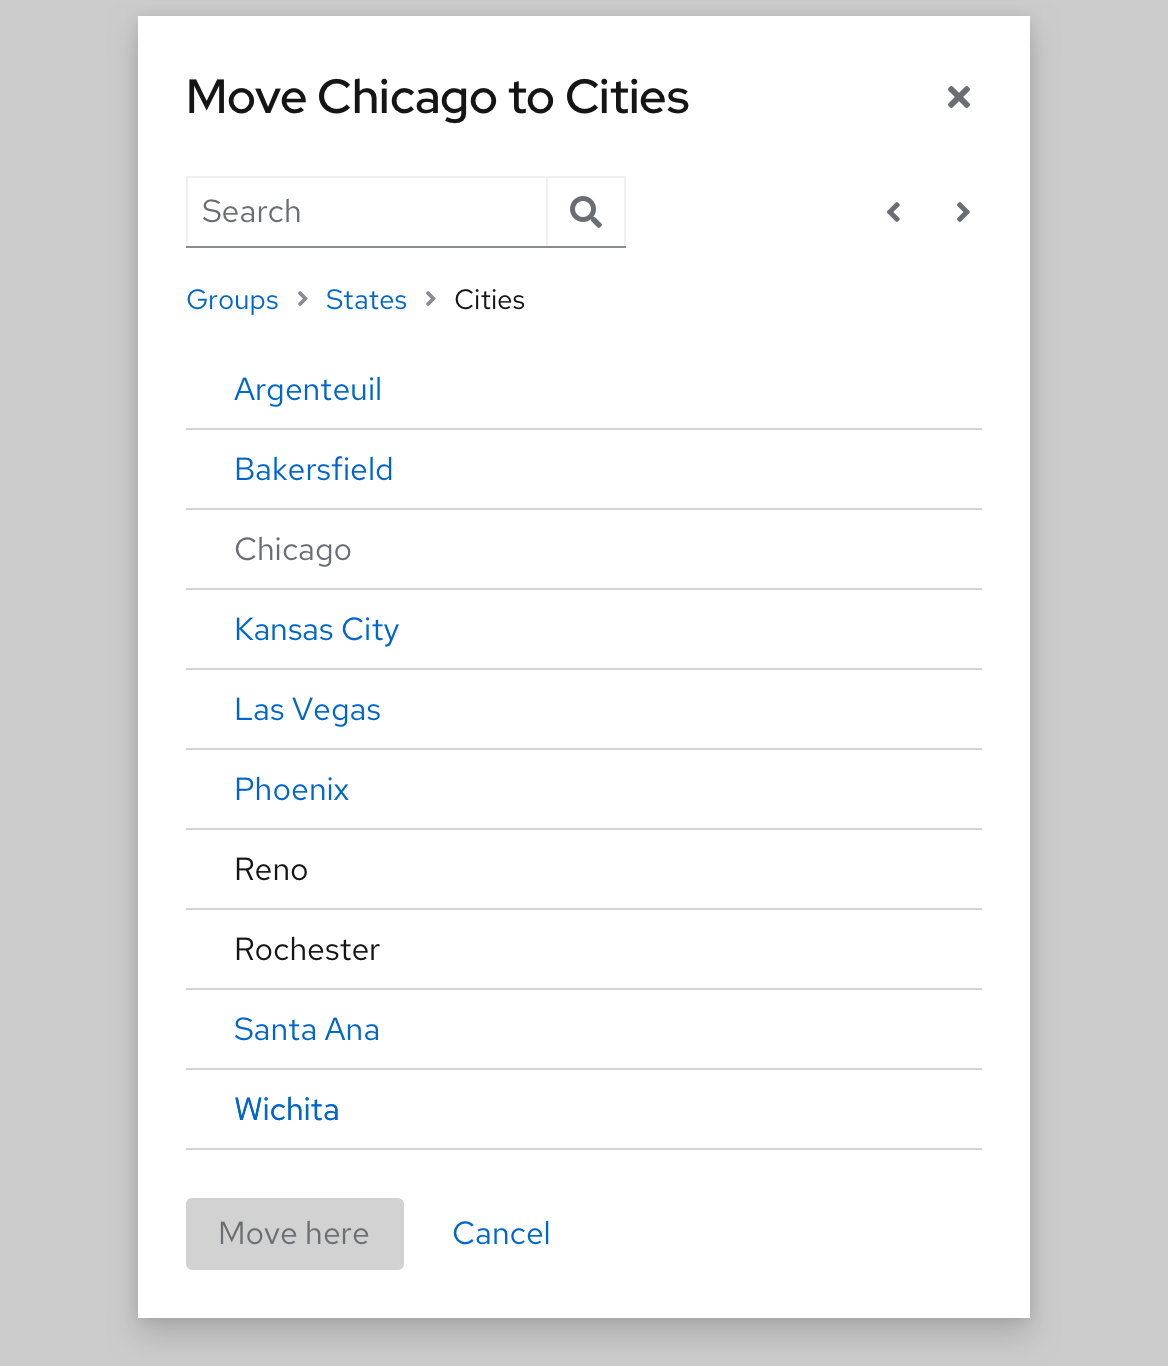 Move Chicago to Cities
Search
Groups States Cities
Argenteuil
Bakersfield
Chicago
Kansas City
Las Vegas
Phoenix
Reno
Rochester
Santa Ana
Wichita
Move here Cancel